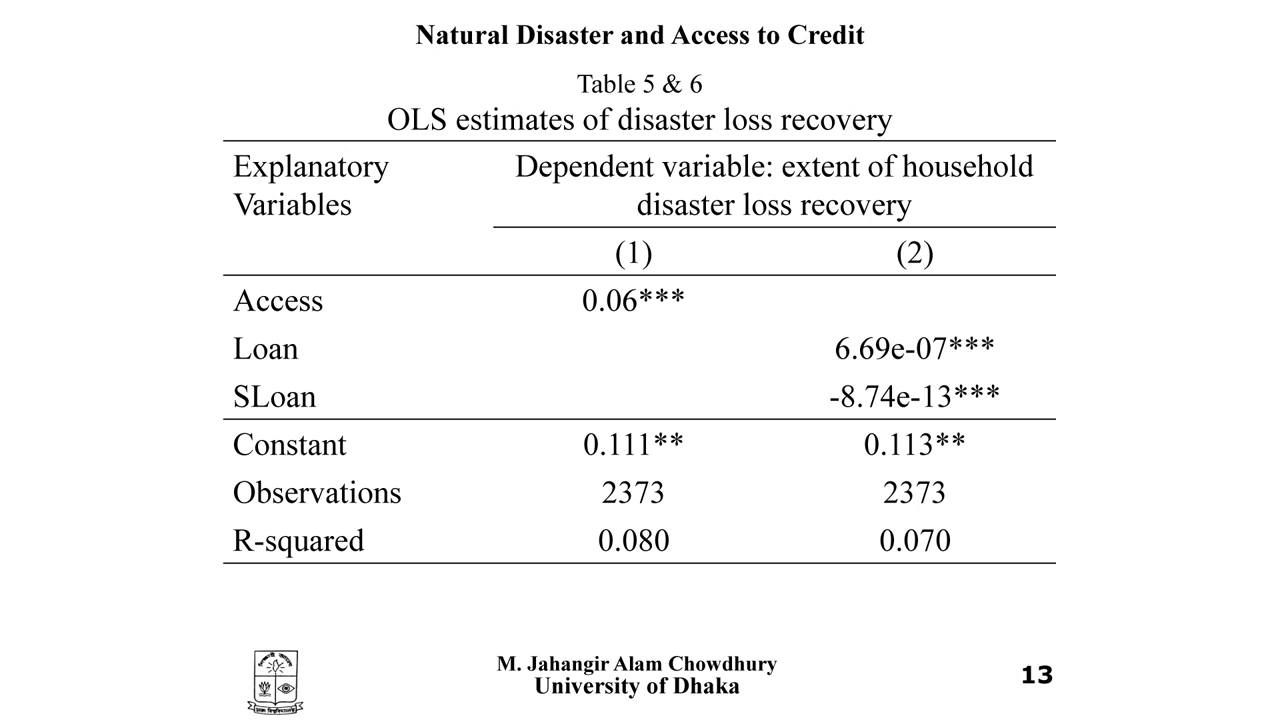 Natural Disaster and Access to Credit
Table 5 & 6
OLS estimates of disaster loss recovery
Explanatory Variables
Dependent variable: extent of household
disaster loss recovery
(1) (2)
Access 0.06***
Loan 6.69e-07***
SLoan -8.74e-13***
Constant 0.111** 0.113**
Observations 2373 2373
R-squared 0.080 0.070
M. Jahangir Alam Chowdhury
University of Dhaka
13